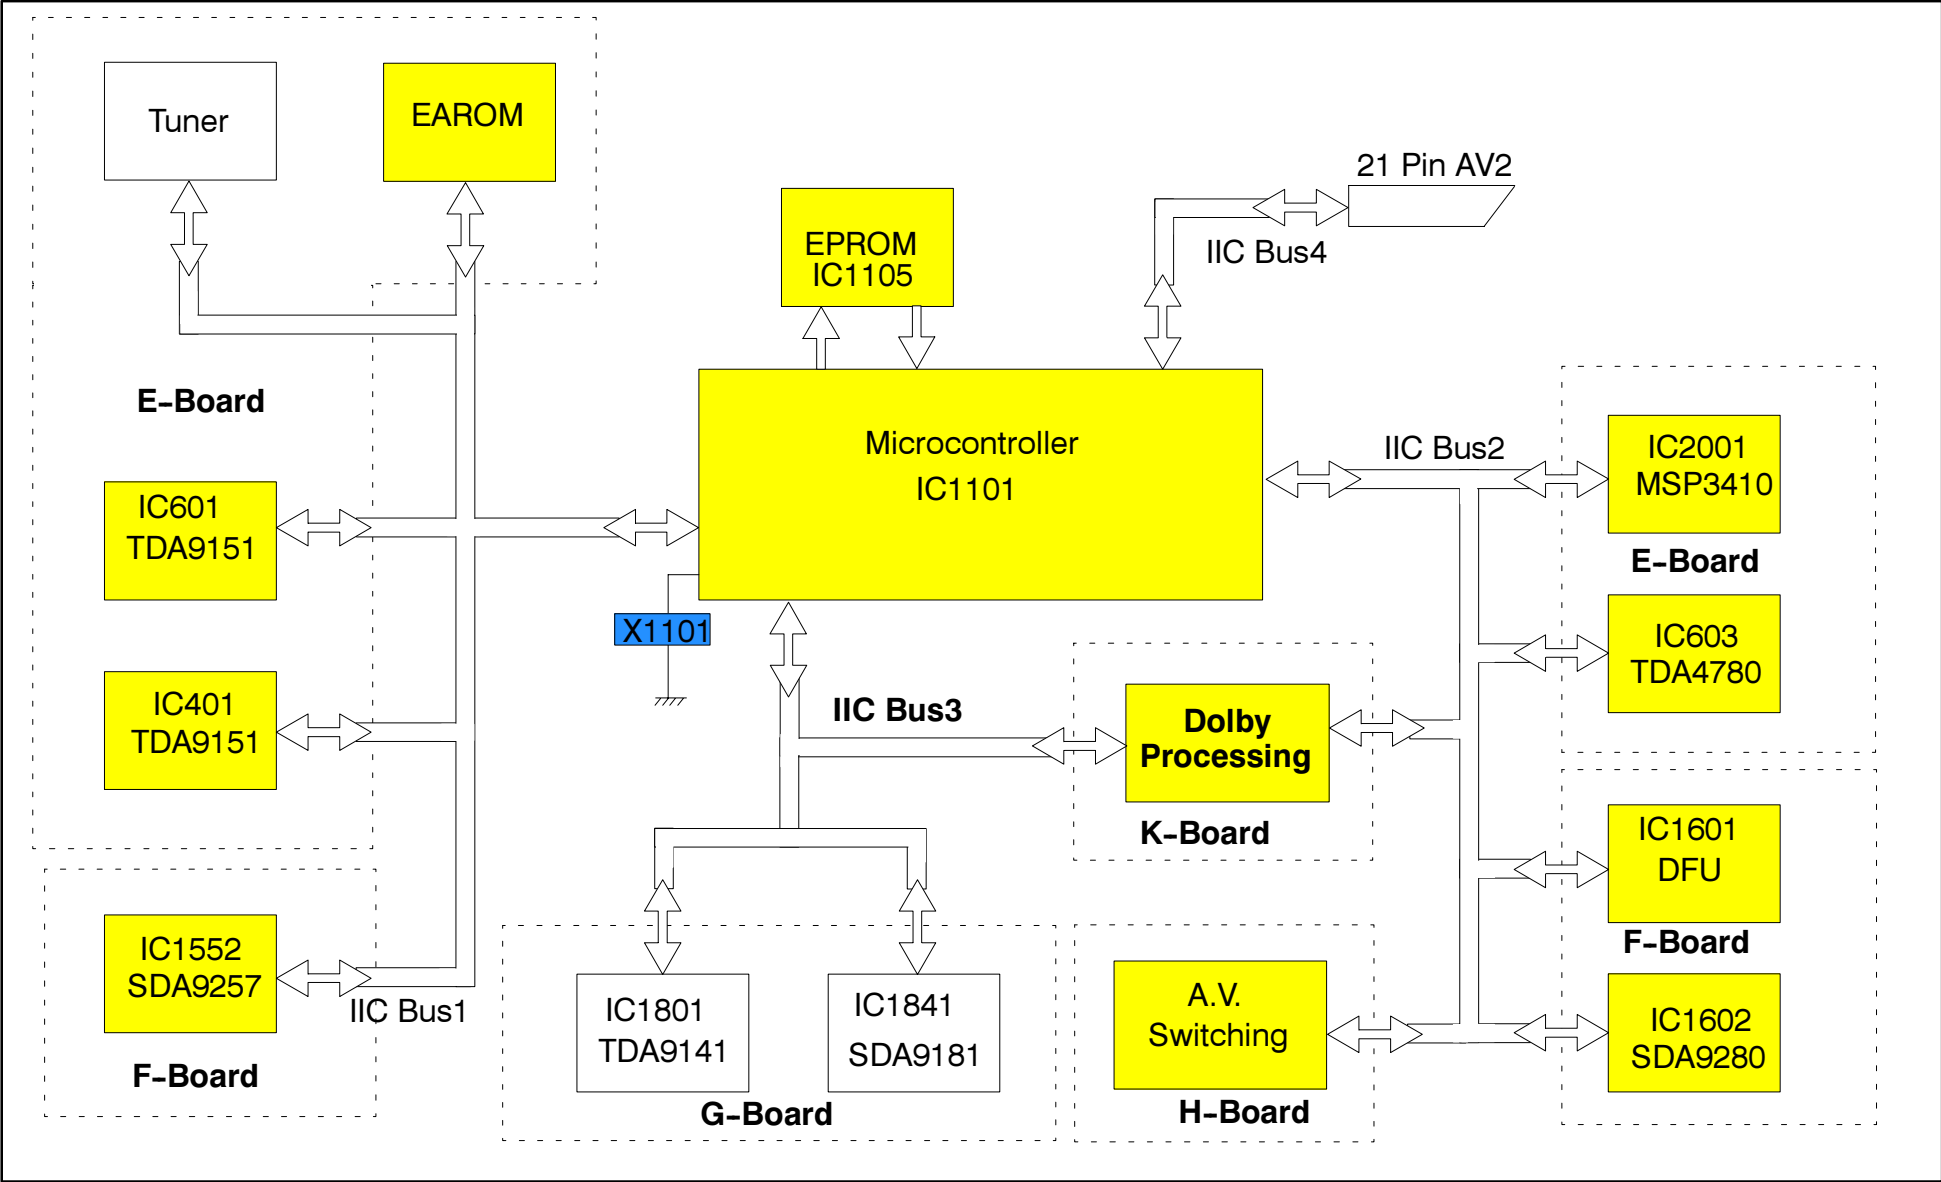 Tuner
EAROM
21 Pin AV2
EPROM
IC1105
IIC Bus4
E-Board
Microcontroller
IC1101
IIC Bus2
IC2001
MSP3410
E-Board
IC601
TDA9151
X1101
IC603
TDA4780
IC401
TDA9151
IIC Bus3
Dolby
Processing
K-Board
IC1601
DFU
F-Board
IC1552
SDA9257
IIC Bus1
F-Board
IC1801
TDA9141
IC1841
SDA9181
G-Board
A.V.
Switching
H-Board
IC1602
SDA9280